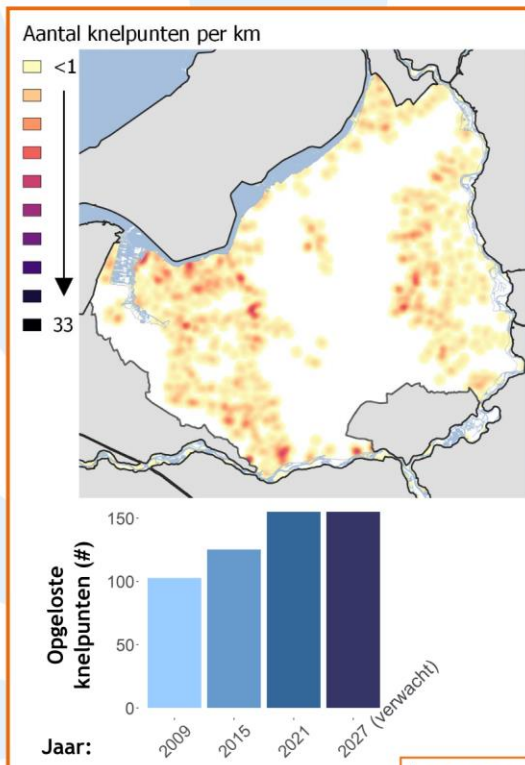 Aantal knelpunten per km
<1
33
150
100
50
0
Opgeloste
knelpunten (#)
2009
2015
2021
2027 (verwacht)
Jaar: